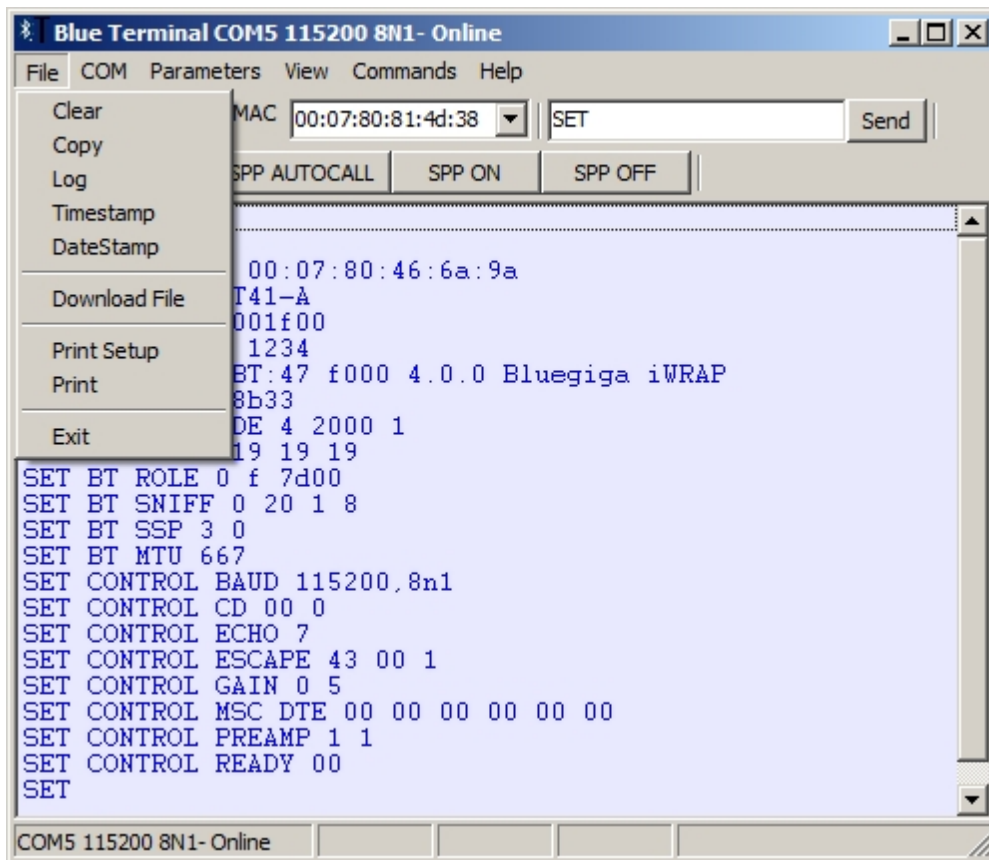 Blue Terminal COM5 115200 8N1- Online
File COM Parameters View Commands Help
MAC 00:07:80:81:4d:38 SET Send
SPP AUTOCALL SPP ON SPP OFF
Clear
Copy
Log
Timestamp
DateStamp
Download File
Print Setup
Print
Exit
00:07:80:46:6a:9a
T41-A
001f00
1234
BT:47 f000 4.0.0 Bluegiga iWRAP
8b33
DE 4 2000 1
19 19 19
SET BT ROLE 0 f 7d00
SET BT SNIFF 0 20 1 8
SET BT SSP 3 0
SET BT MTU 667
SET CONTROL BAUD 115200,8n1
SET CONTROL CD 00 0
SET CONTROL ECHO 7
SET CONTROL ESCAPE 43 00 1
SET CONTROL GAIN 0 5
SET CONTROL MSC DTE 00 00 00 00 00 00
SET CONTROL PREAMP 1 1
SET CONTROL READY 00
SET
COM5 115200 8N1- Online